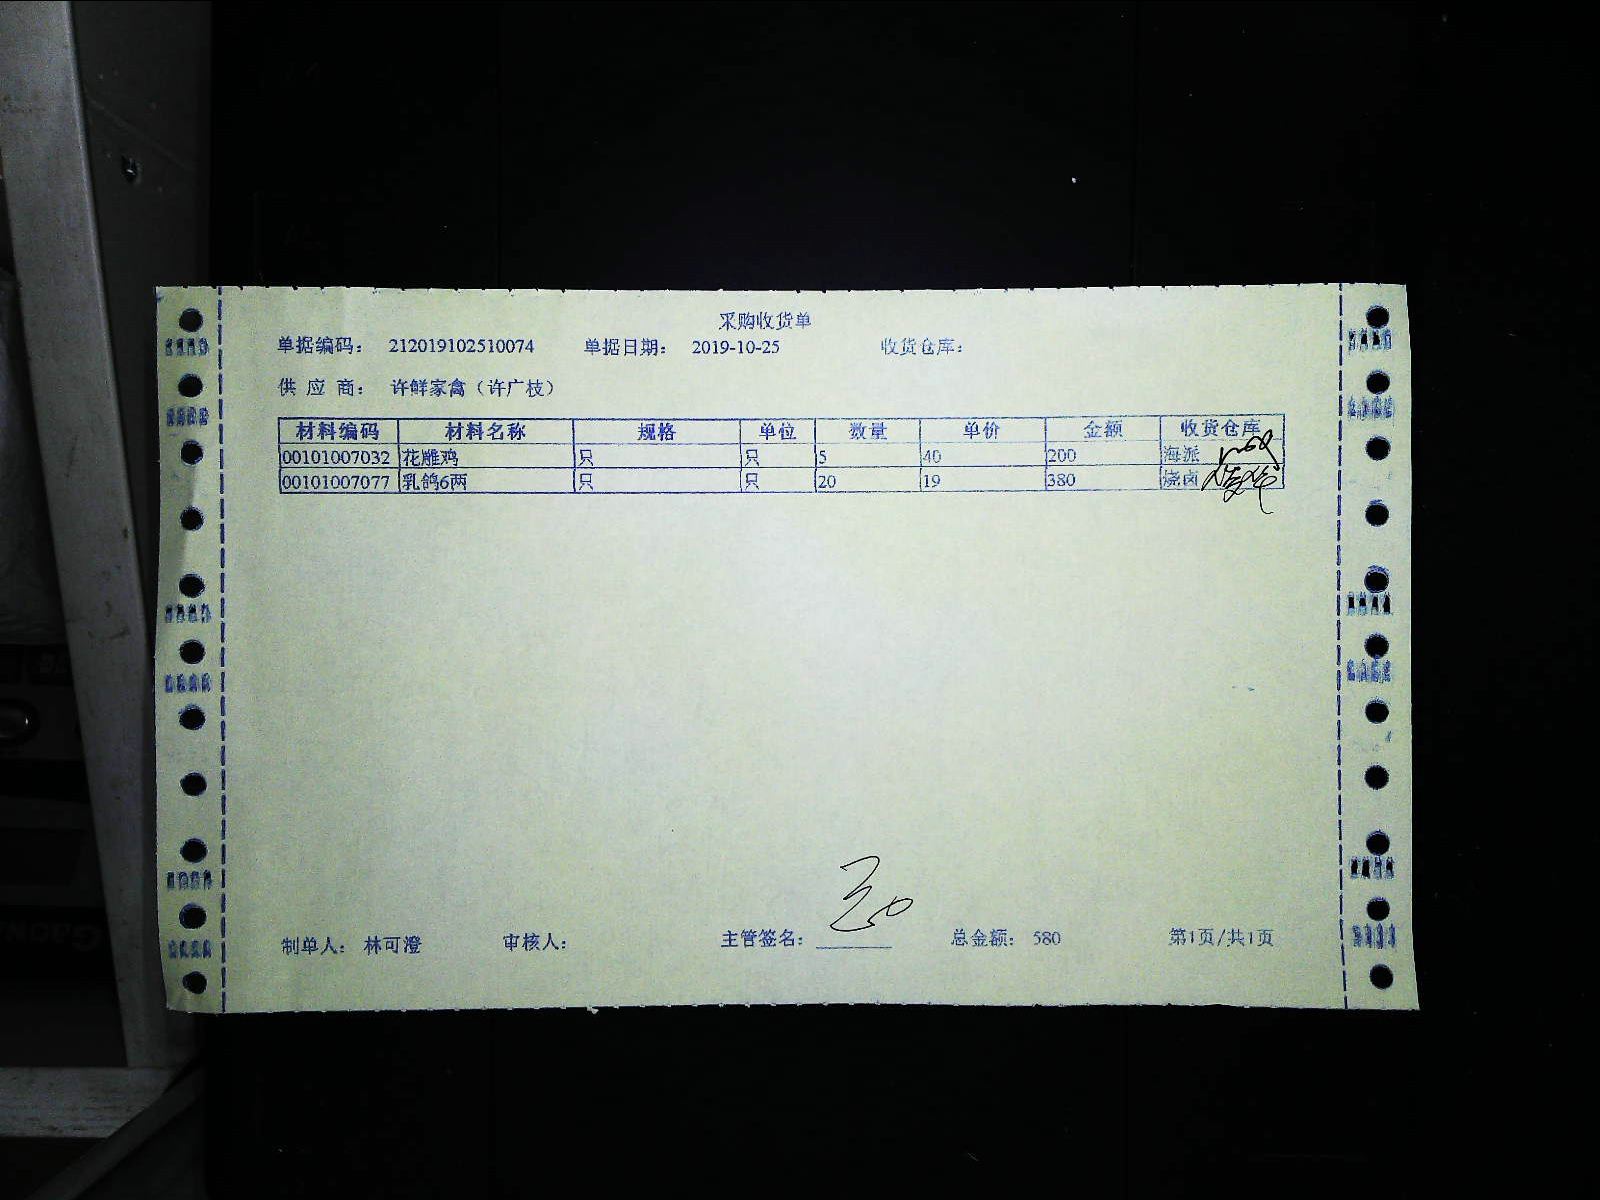 采购收货单
单据编码： 212019102510074 单据日期： 2019-10-25 收货仓库：
供 应 商： 许鲜家禽（许广枝）
材料编码 材料名称 规格 单位 数量 单价 金额 收货仓库
00101007032 花雕鸡 只 只 5 40 200 海派
00101007077 乳鸽6两 只 只 20 19 380 烧卤
制单人： 林可澄 审核人： 主管签名： 总金额： 580 第1页/共1页